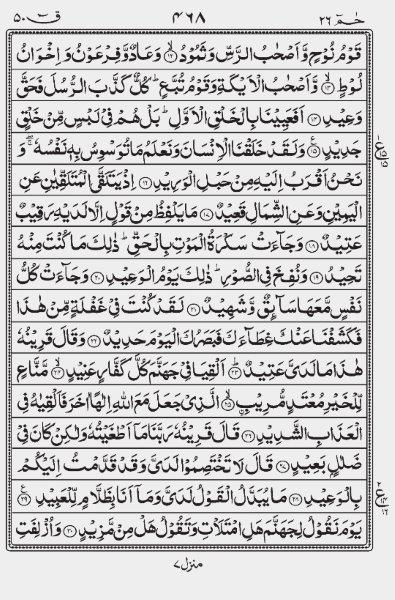 حٰمٓ ٢٦ ٤٦٨ قٓ ٥٠
قَوْمُ نُوْحٍ وَّاَصْحٰبُ الرَّسِّ وَثَمُوْدُ ۙ﴿١٢﴾ وَعَادٌ وَّفِرْعَوْنُ وَاِخْوَانُ
لُوْطٍ ۙ﴿١٣﴾ وَّاَصْحٰبُ الْاَيْكَةِ وَقَوْمُ تُبَّعٍ ؕ كُلٌّ كَذَّبَ الرُّسُلَ فَحَقَّ
وَعِيْدِ ﴿١٤﴾ اَفَعَيِيْنَا بِالْخَلْقِ الْاَوَّلِ ؕ بَلْ هُمْ فِيْ لَبْسٍ مِّنْ خَلْقٍ
جَدِيْدٍ ﴿١٥﴾ وَلَقَدْ خَلَقْنَا الْاِنْسَانَ وَنَعْلَمُ مَا تُوَسْوِسُ بِهٖ نَفْسُهٗ ۖۚ وَ
نَحْنُ اَقْرَبُ اِلَيْهِ مِنْ حَبْلِ الْوَرِيْدِ ﴿١٦﴾ اِذْ يَتَلَقَّى الْمُتَلَقِّيٰنِ عَنِ
الْيَمِيْنِ وَعَنِ الشِّمَالِ قَعِيْدٌ ﴿١٧﴾ مَا يَلْفِظُ مِنْ قَوْلٍ اِلَّا لَدَيْهِ رَقِيْبٌ
عَتِيْدٌ ﴿١٨﴾ وَجَآءَتْ سَكْرَةُ الْمَوْتِ بِالْحَقِّ ؕ ذٰلِكَ مَا كُنْتَ مِنْهُ
تَحِيْدُ ﴿١٩﴾ وَنُفِخَ فِي الصُّوْرِ ؕ ذٰلِكَ يَوْمُ الْوَعِيْدِ ﴿٢٠﴾ وَجَآءَتْ كُلُّ
نَفْسٍ مَّعَهَا سَآئِقٌ وَّشَهِيْدٌ ﴿٢١﴾ لَقَدْ كُنْتَ فِيْ غَفْلَةٍ مِّنْ هٰذَا
فَكَشَفْنَا عَنْكَ غِطَآءَكَ فَبَصَرُكَ الْيَوْمَ حَدِيْدٌ ﴿٢٢﴾ وَقَالَ قَرِيْنُهٗ
هٰذَا مَا لَدَيَّ عَتِيْدٌ ؕ﴿٢٣﴾ اَلْقِيَا فِيْ جَهَنَّمَ كُلَّ كَفَّارٍ عَنِيْدٍ ۙ﴿٢٤﴾ مَّنَّاعٍ
لِّلْخَيْرِ مُعْتَدٍ مُّرِيْبِ ۙ﴿٢٥﴾ الَّذِيْ جَعَلَ مَعَ اللّٰهِ اِلٰهًا اٰخَرَ فَاَلْقِيٰهُ فِي
الْعَذَابِ الشَّدِيْدِ ﴿٢٦﴾ قَالَ قَرِيْنُهٗ رَبَّنَا مَاۤ اَطْغَيْتُهٗ وَلٰكِنْ كَانَ فِيْ
ضَلٰلٍۭ بَعِيْدٍ ﴿٢٧﴾ قَالَ لَا تَخْتَصِمُوْا لَدَيَّ وَقَدْ قَدَّمْتُ اِلَيْكُمْ
بِالْوَعِيْدِ ﴿٢٨﴾ مَا يُبَدَّلُ الْقَوْلُ لَدَيَّ وَمَاۤ اَنَا بِظَلَّامٍ لِّلْعَبِيْدِ ﴿٢٩﴾
يَوْمَ نَقُوْلُ لِجَهَنَّمَ هَلِ امْتَلَاْتِ وَتَقُوْلُ هَلْ مِنْ مَّزِيْدٍ ﴿٣٠﴾ وَاُزْلِفَتِ
منزل ٧